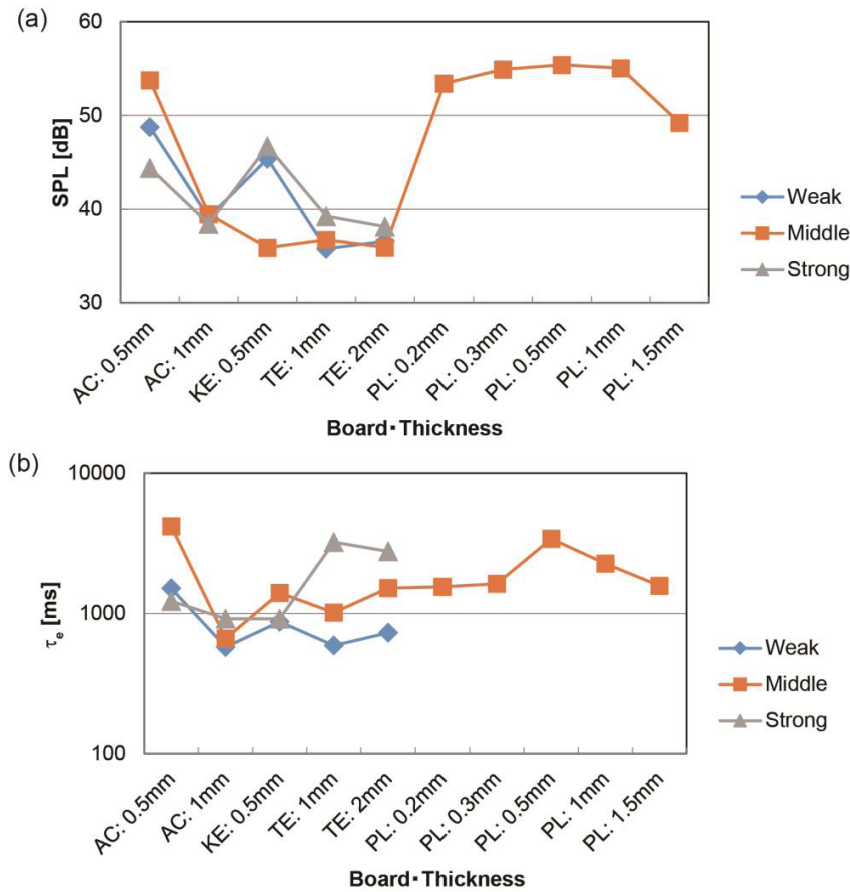 (a)
60
50
40
30
SPL [dB]
AC: 0.5mm
AC: 1mm
KE: 0.5mm
TE: 1mm
TE: 2mm
PL: 0.2mm
PL: 0.3mm
PL: 0.5mm
PL: 1mm
PL: 1.5mm
Board・Thickness
Weak
Middle
Strong
(b)
10000
1000
100
τe [ms]
AC: 0.5mm
AC: 1mm
KE: 0.5mm
TE: 1mm
TE: 2mm
PL: 0.2mm
PL: 0.3mm
PL: 0.5mm
PL: 1mm
PL: 1.5mm
Board・Thickness
Weak
Middle
Strong